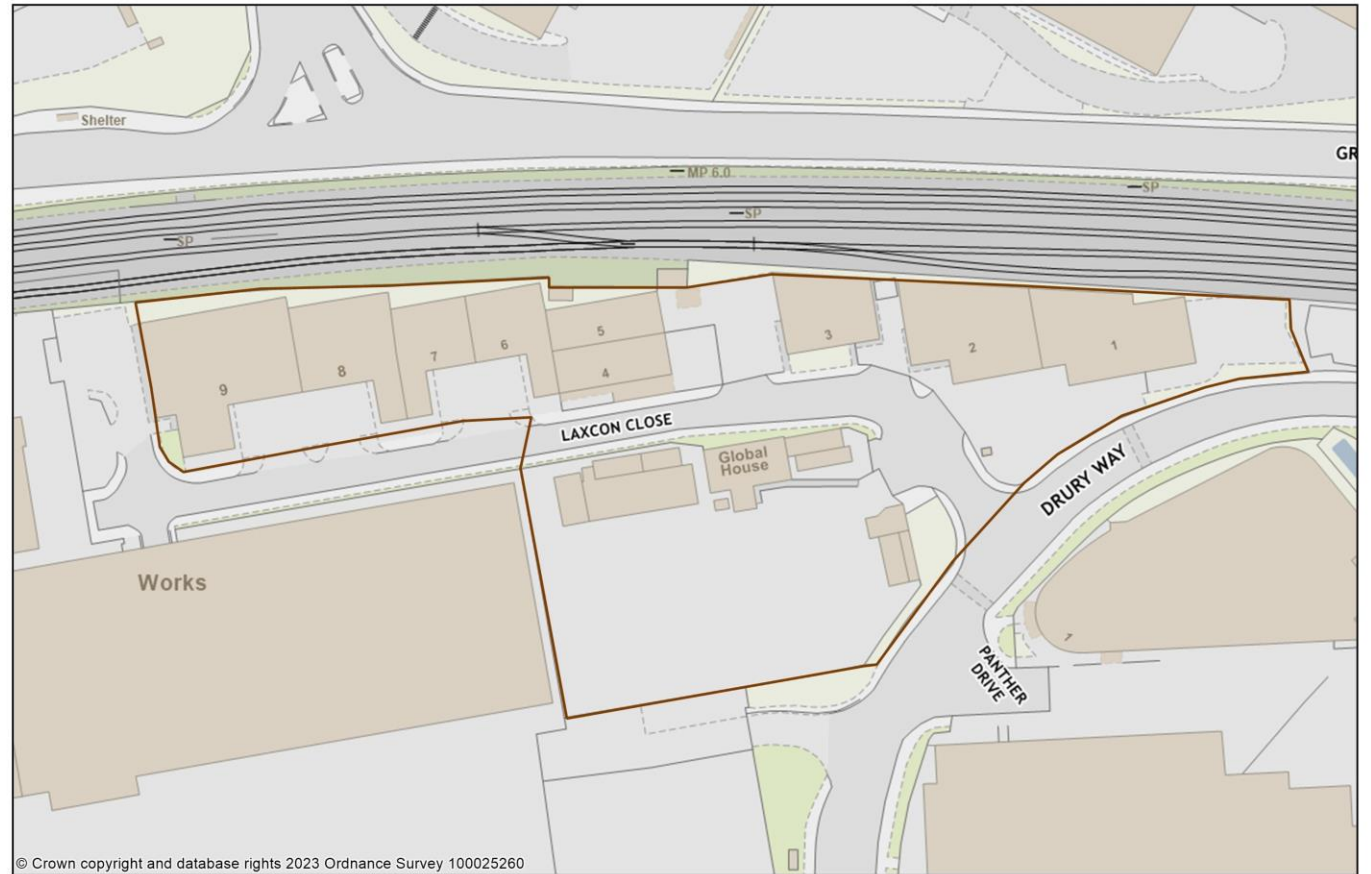 Shelter
GR
MP 6.0
SP
SP
SP
5
3
6
7
2
1
8
4
9
LAXCON CLOSE
Global
House
DRURY WAY
Works
1
PANTHER
DRIVE
© Crown copyright and database rights 2023 Ordnance Survey 100025260